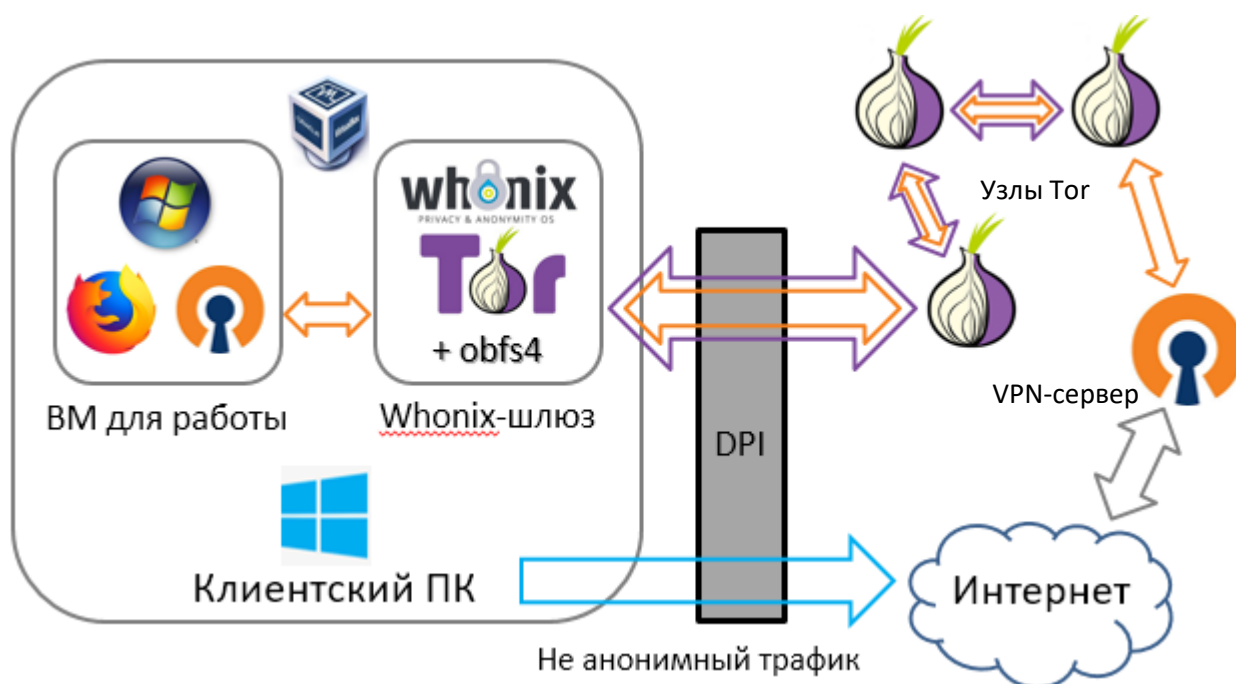 whonix
PRIVACY & ANONYMITY OS
Tor
+ obfs4
ВМ для работы
Whonix-шлюз
Клиентский ПК
DPI
Узлы Tor
VPN-сервер
Интернет
Не анонимный трафик